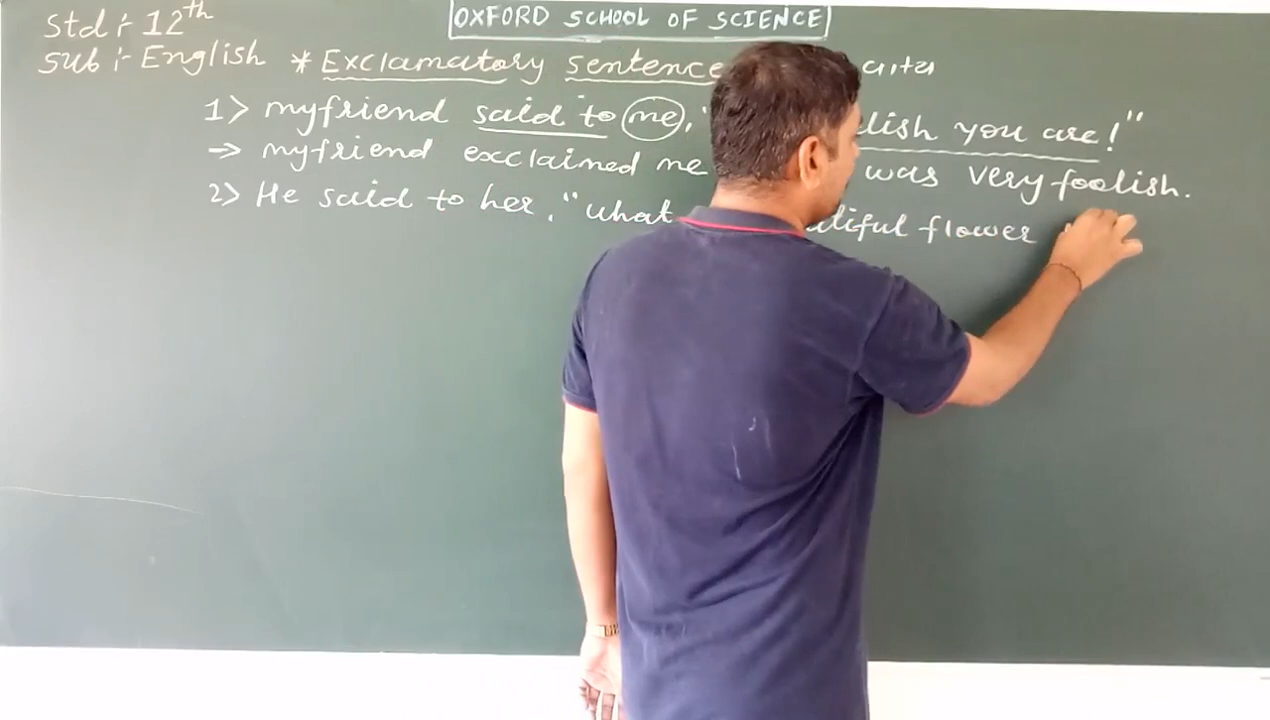 OXFORD SCHOOL OF SCIENCE
Std :- 12th
Sub :- English * Exclamatory Sentence
1> my friend said to me, " lish you are!"
→ my friend exclaimed me was very foolish.
2> He said to her, "What flower